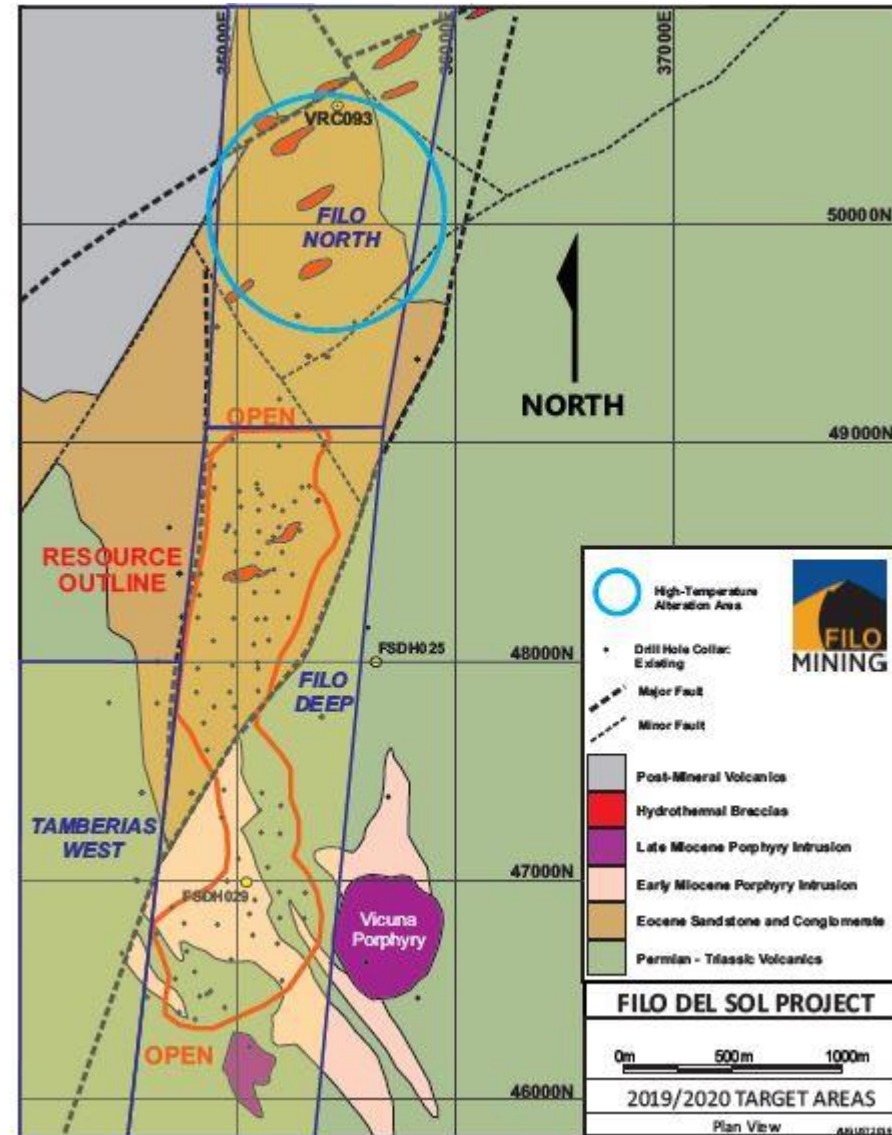 35000E
36000E
37000E
VRC093
FILO
NORTH
50000N
NORTH
OPEN
49000N
RESOURCE
OUTLINE
High-Temperature
Alteration Area
FILO
MINING
Drill Hole Collar:
Existing
Major Fault
Minor Fault
FSDH025
48000N
FILO
DEEP
Post-Mineral Volcanics
Hydrothermal Breccias
Late Miocene Porphyry Intrusion
Early Miocene Porphyry Intrusion
Eocene Sandstone and Conglomerate
Permian - Triassic Volcanics
TAMBERIAS
WEST
47000N
FSDH029
Vicuna
Porphyry
OPEN
46000N
FILO DEL SOL PROJECT
0m 500m 1000m
2019/2020 TARGET AREAS
Plan View